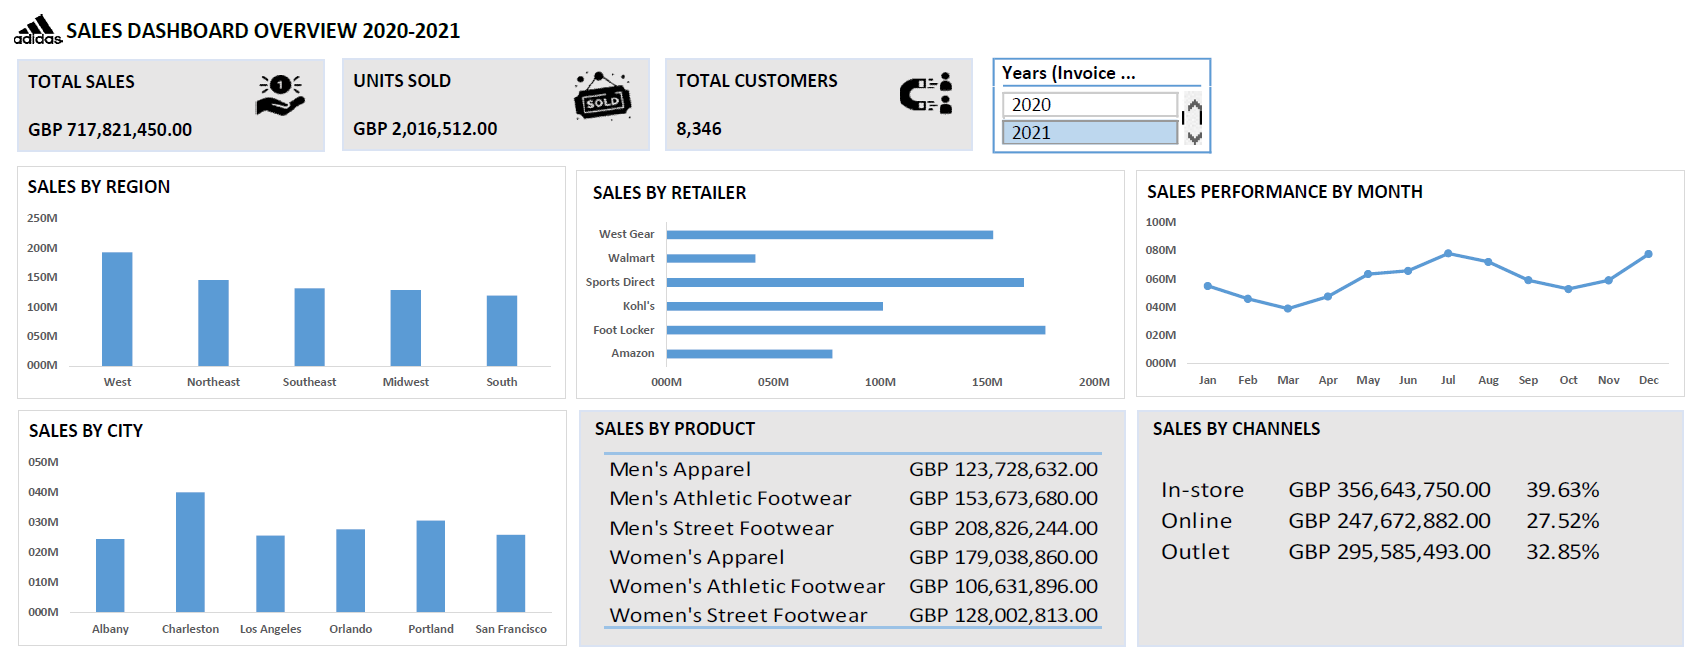 adidas
SALES DASHBOARD OVERVIEW 2020-2021
TOTAL SALES
1
GBP 717,821,450.00
UNITS SOLD
SOLD
GBP 2,016,512.00
TOTAL CUSTOMERS
8,346
Years (Invoice ...
2020
2021
SALES BY REGION
250M
200M
150M
100M
050M
000M
West Northeast Southeast Midwest South
SALES BY RETAILER
West Gear
Walmart
Sports Direct
Kohl's
Foot Locker
Amazon
000M 050M 100M 150M 200M
SALES PERFORMANCE BY MONTH
100M
080M
060M
040M
020M
000M
Jan Feb Mar Apr May Jun Jul Aug Sep Oct Nov Dec
SALES BY CITY
050M
040M
030M
020M
010M
000M
Albany Charleston Los Angeles Orlando Portland San Francisco
SALES BY PRODUCT
Men's Apparel GBP 123,728,632.00
Men's Athletic Footwear GBP 153,673,680.00
Men's Street Footwear GBP 208,826,244.00
Women's Apparel GBP 179,038,860.00
Women's Athletic Footwear GBP 106,631,896.00
Women's Street Footwear GBP 128,002,813.00
SALES BY CHANNELS
In-store GBP 356,643,750.00 39.63%
Online GBP 247,672,882.00 27.52%
Outlet GBP 295,585,493.00 32.85%